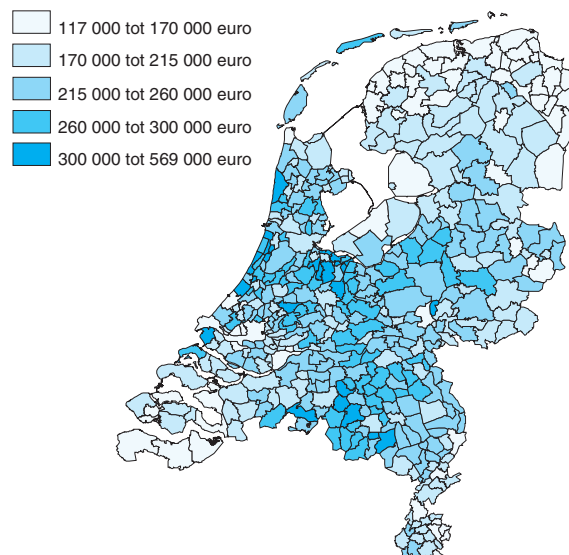 117 000 tot 170 000 euro
170 000 tot 215 000 euro
215 000 tot 260 000 euro
260 000 tot 300 000 euro
300 000 tot 569 000 euro